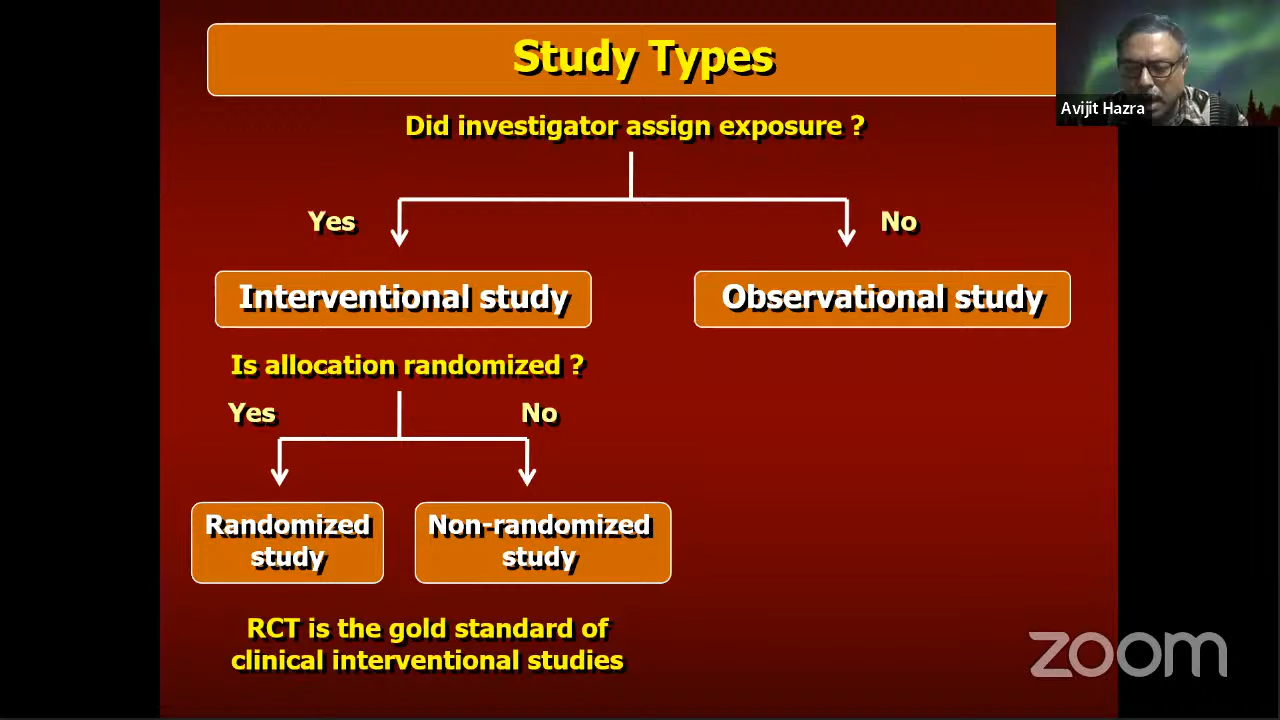 Study Types
Avijit Hazra
Did investigator assign exposure ?
Yes
No
Interventional study
Observational study
Is allocation randomized ?
Yes
No
Randomized
study
Non-randomized
study
RCT is the gold standard of
clinical interventional studies
zoom